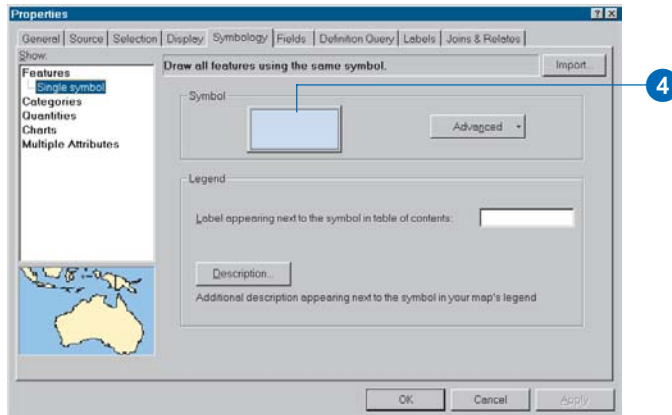 Properties
General Source Selection Display Symbology Fields Definition Query Labels Joins & Relates
Show:
Features
Single symbol
Categories
Quantities
Charts
Multiple Attributes
Draw all features using the same symbol.
Import...
4
Symbol
Advanced
Legend
Label appearing next to the symbol in table of contents:
Description...
Additional description appearing next to the symbol in your map's legend
OK Cancel Apply